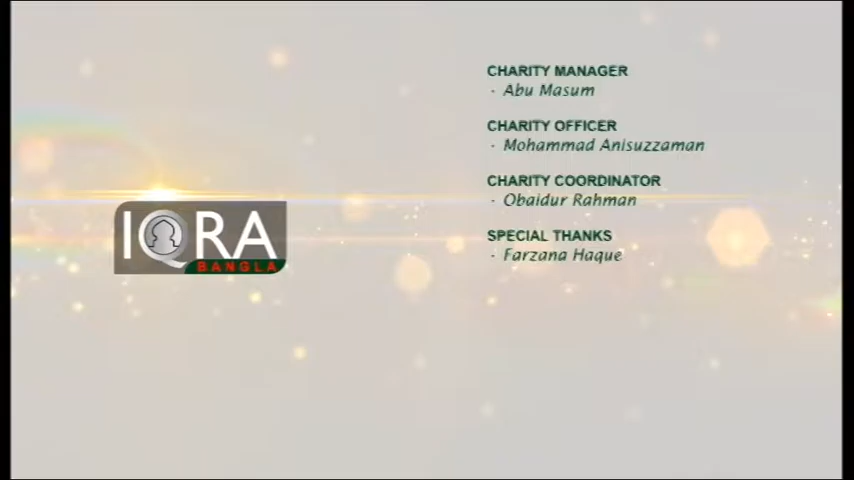 IQRA
BANGLA
CHARITY MANAGER
- Abu Masum
CHARITY OFFICER
- Mohammad Anisuzzaman
CHARITY COORDINATOR
- Obaidur Rahman
SPECIAL THANKS
- Farzana Haque